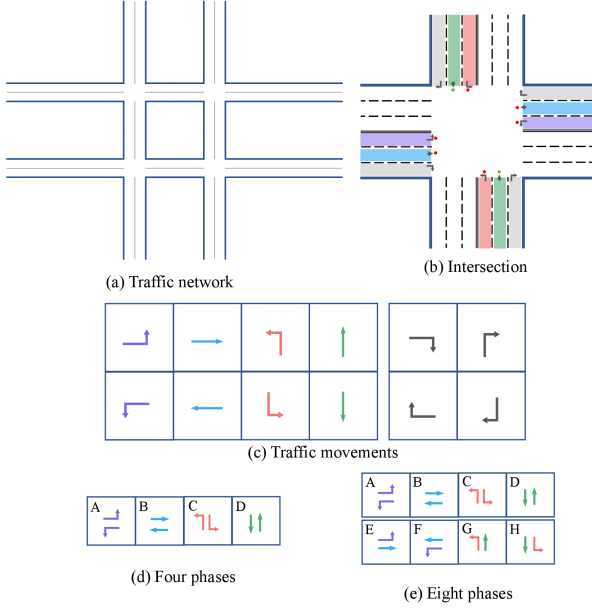 (a) Traffic network
(b) Intersection
(c) Traffic movements
A B C D
(d) Four phases
A B C D
E F G H
(e) Eight phases